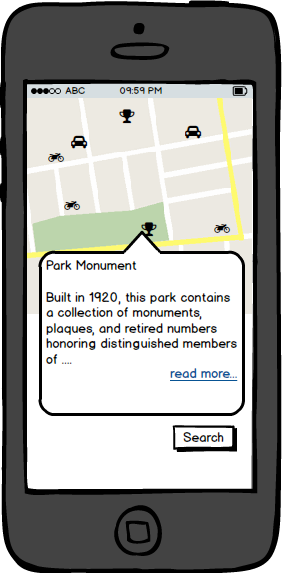 ABC 09:59 PM
Park Monument
Built in 1920, this park contains
a collection of monuments,
plaques, and retired numbers
honoring distinguished members
of ....
read more...
Search